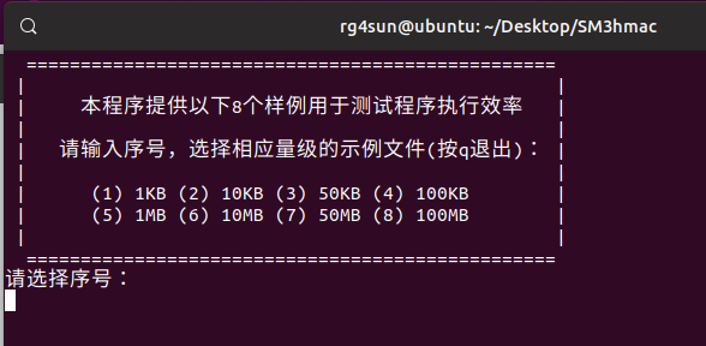 rg4sun@ubuntu: ~/Desktop/SM3hmac
==================================================
|                                                  |
|     本程序提供以下8个样例用于测试程序执行效率    |
|                                                  |
|   请输入序号，选择相应量级的示例文件(按q退出)： |
|                                                  |
|      (1) 1KB (2) 10KB (3) 50KB (4) 100KB         |
|      (5) 1MB (6) 10MB (7) 50MB (8) 100MB         |
|                                                  |
==================================================
请选择序号：